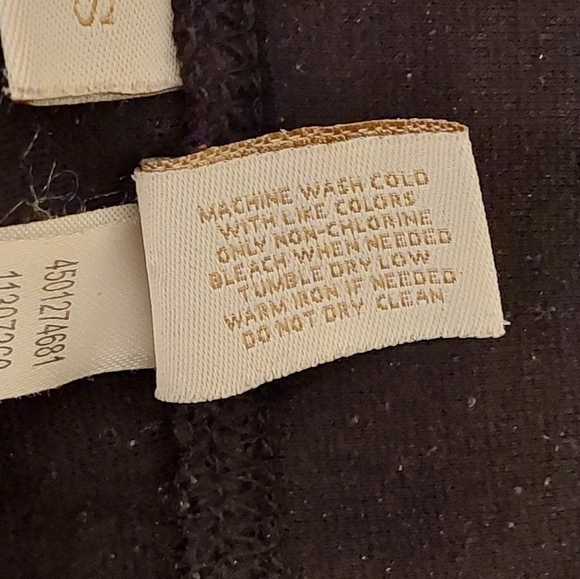 S
MACHINE WASH COLD
WITH LIKE COLORS
ONLY NON-CHLORINE
BLEACH WHEN NEEDED
TUMBLE DRY LOW
WARM IRON IF NEEDED
DO NOT DRY CLEAN
4501274681